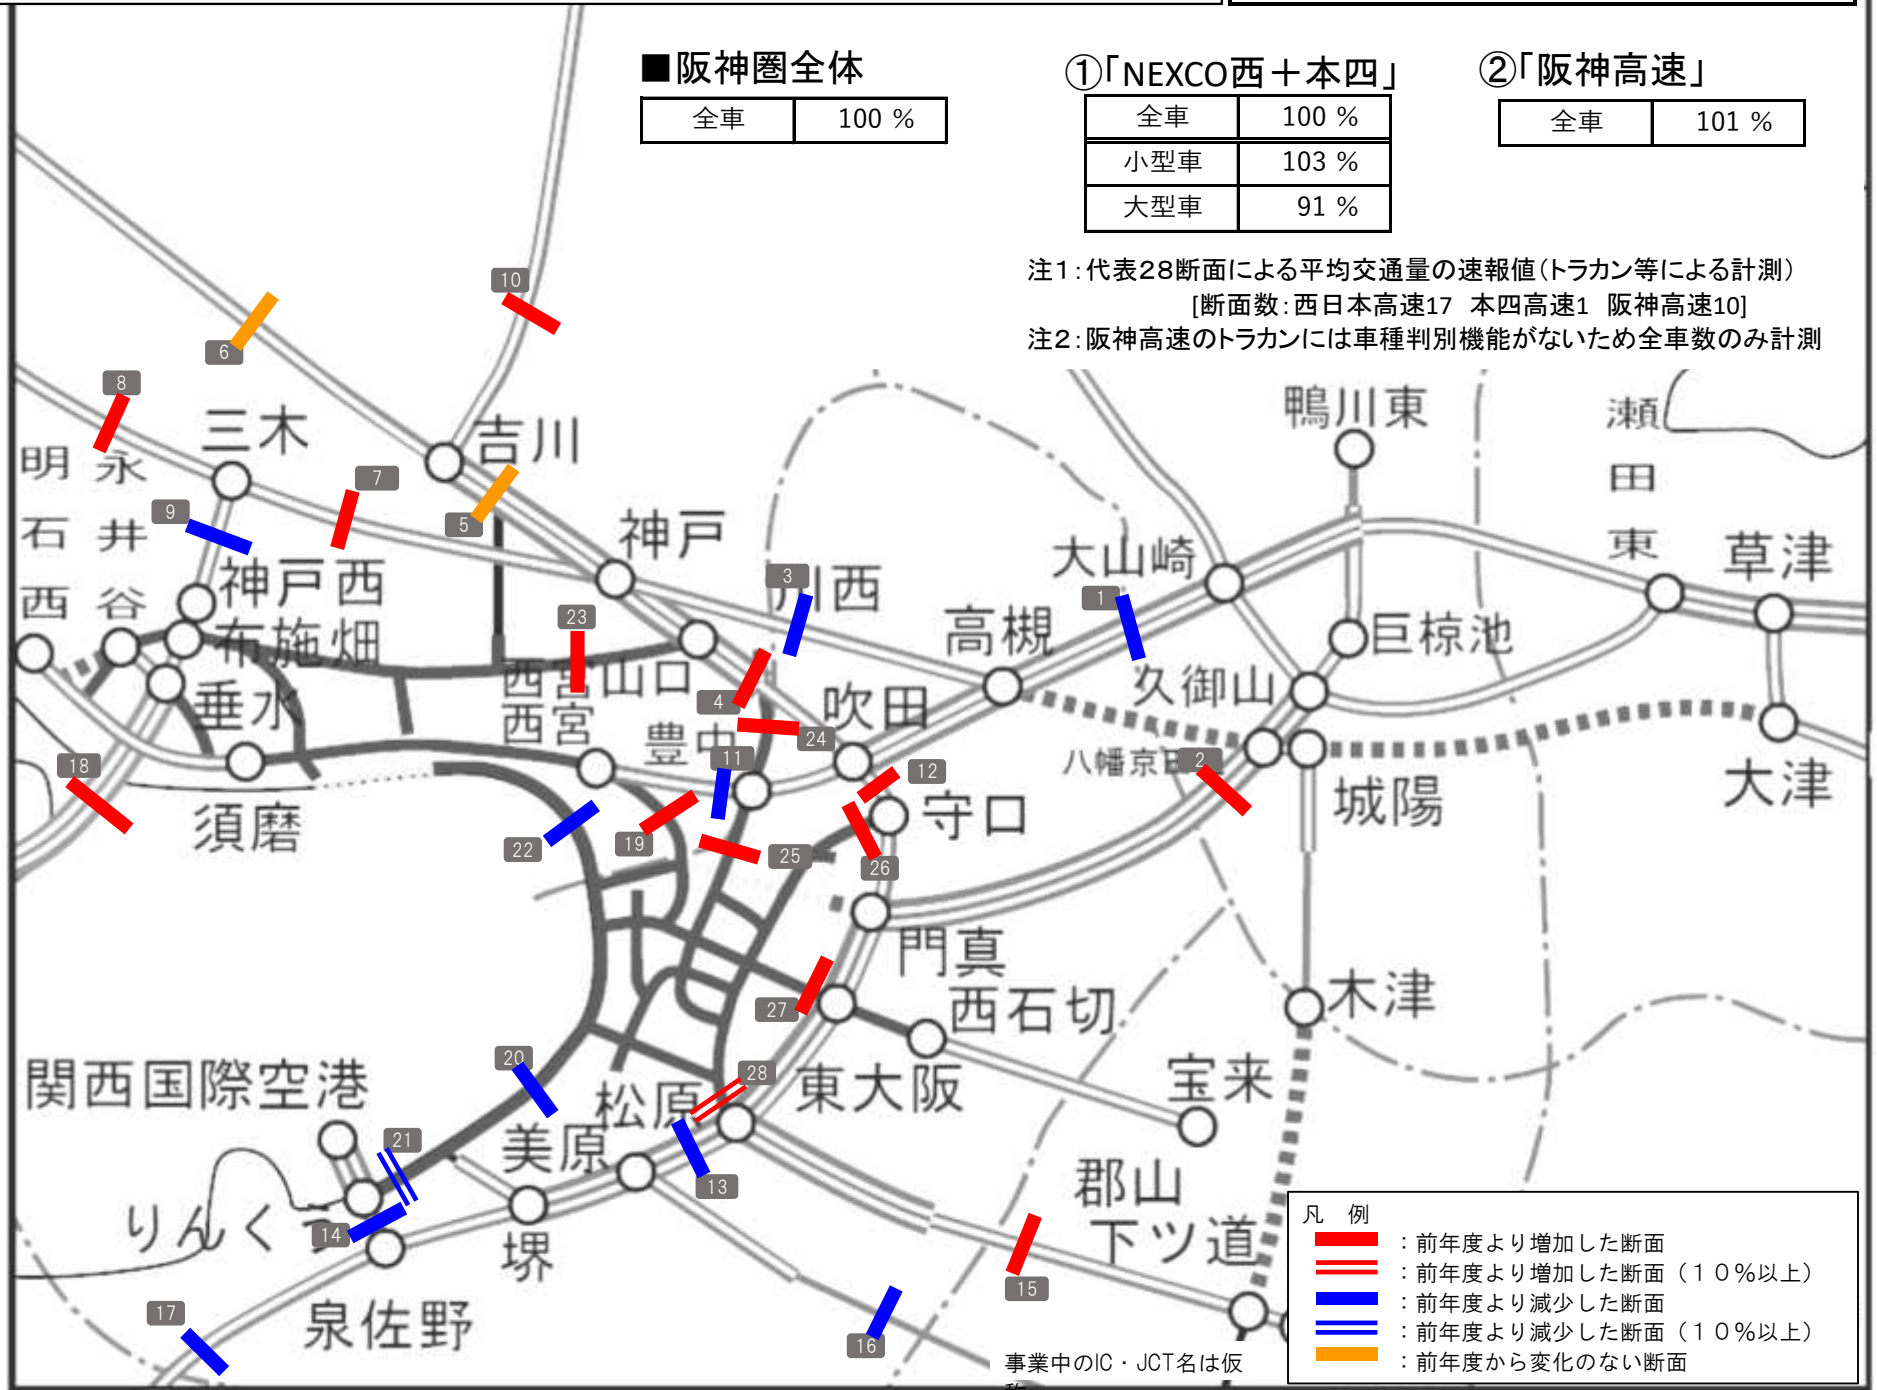 ■阪神圏全体
全車 100 %
①「NEXCO西＋本四」
全車 100 %
小型車 103 %
大型車 91 %
②「阪神高速」
全車 101 %
注1：代表28断面による平均交通量の速報値（トラカン等による計測）
[断面数：西日本高速17 本四高速1 阪神高速10]
注2：阪神高速のトラカンには車種判別機能がないため全車数のみ計測
10
6
8
三木
吉川
鴨川東
瀬田東
明石西
永井谷
7
9
5
神戸
神戸西
大山崎
草津
3
川西
1
高槻
巨椋池
布施畑
23
西宮山口
久御山
垂水
西宮
4
吹田
豊中
24
11
12
八幡京田
2
大津
18
須磨
城陽
守口
22
19
25
26
門真
27
西石切
木津
関西国際空港
20
28
松原
東大阪
宝来
21
美原
13
郡山下ツ道
りんくう
14
堺
15
17
泉佐野
16
事業中のIC・JCT名は仮
称
凡 例
：前年度より増加した断面
：前年度より増加した断面（１０％以上）
：前年度より減少した断面
：前年度より減少した断面（１０％以上）
：前年度から変化のない断面